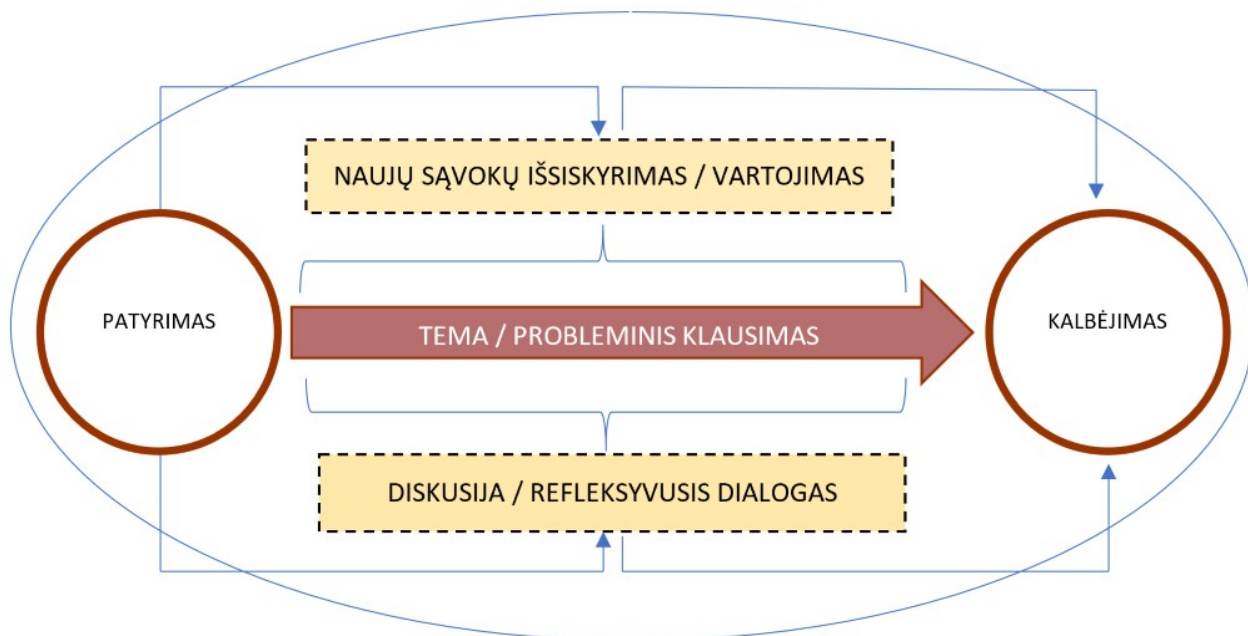 NAUJŲ SĄVOKŲ IŠSISKYRIMAS / VARTOJIMAS
PATYRIMAS
TEMA / PROBLEMINIS KLAUSIMAS
KALBĖJIMAS
DISKUSIJA / REFLEKSYVUSIS DIALOGAS